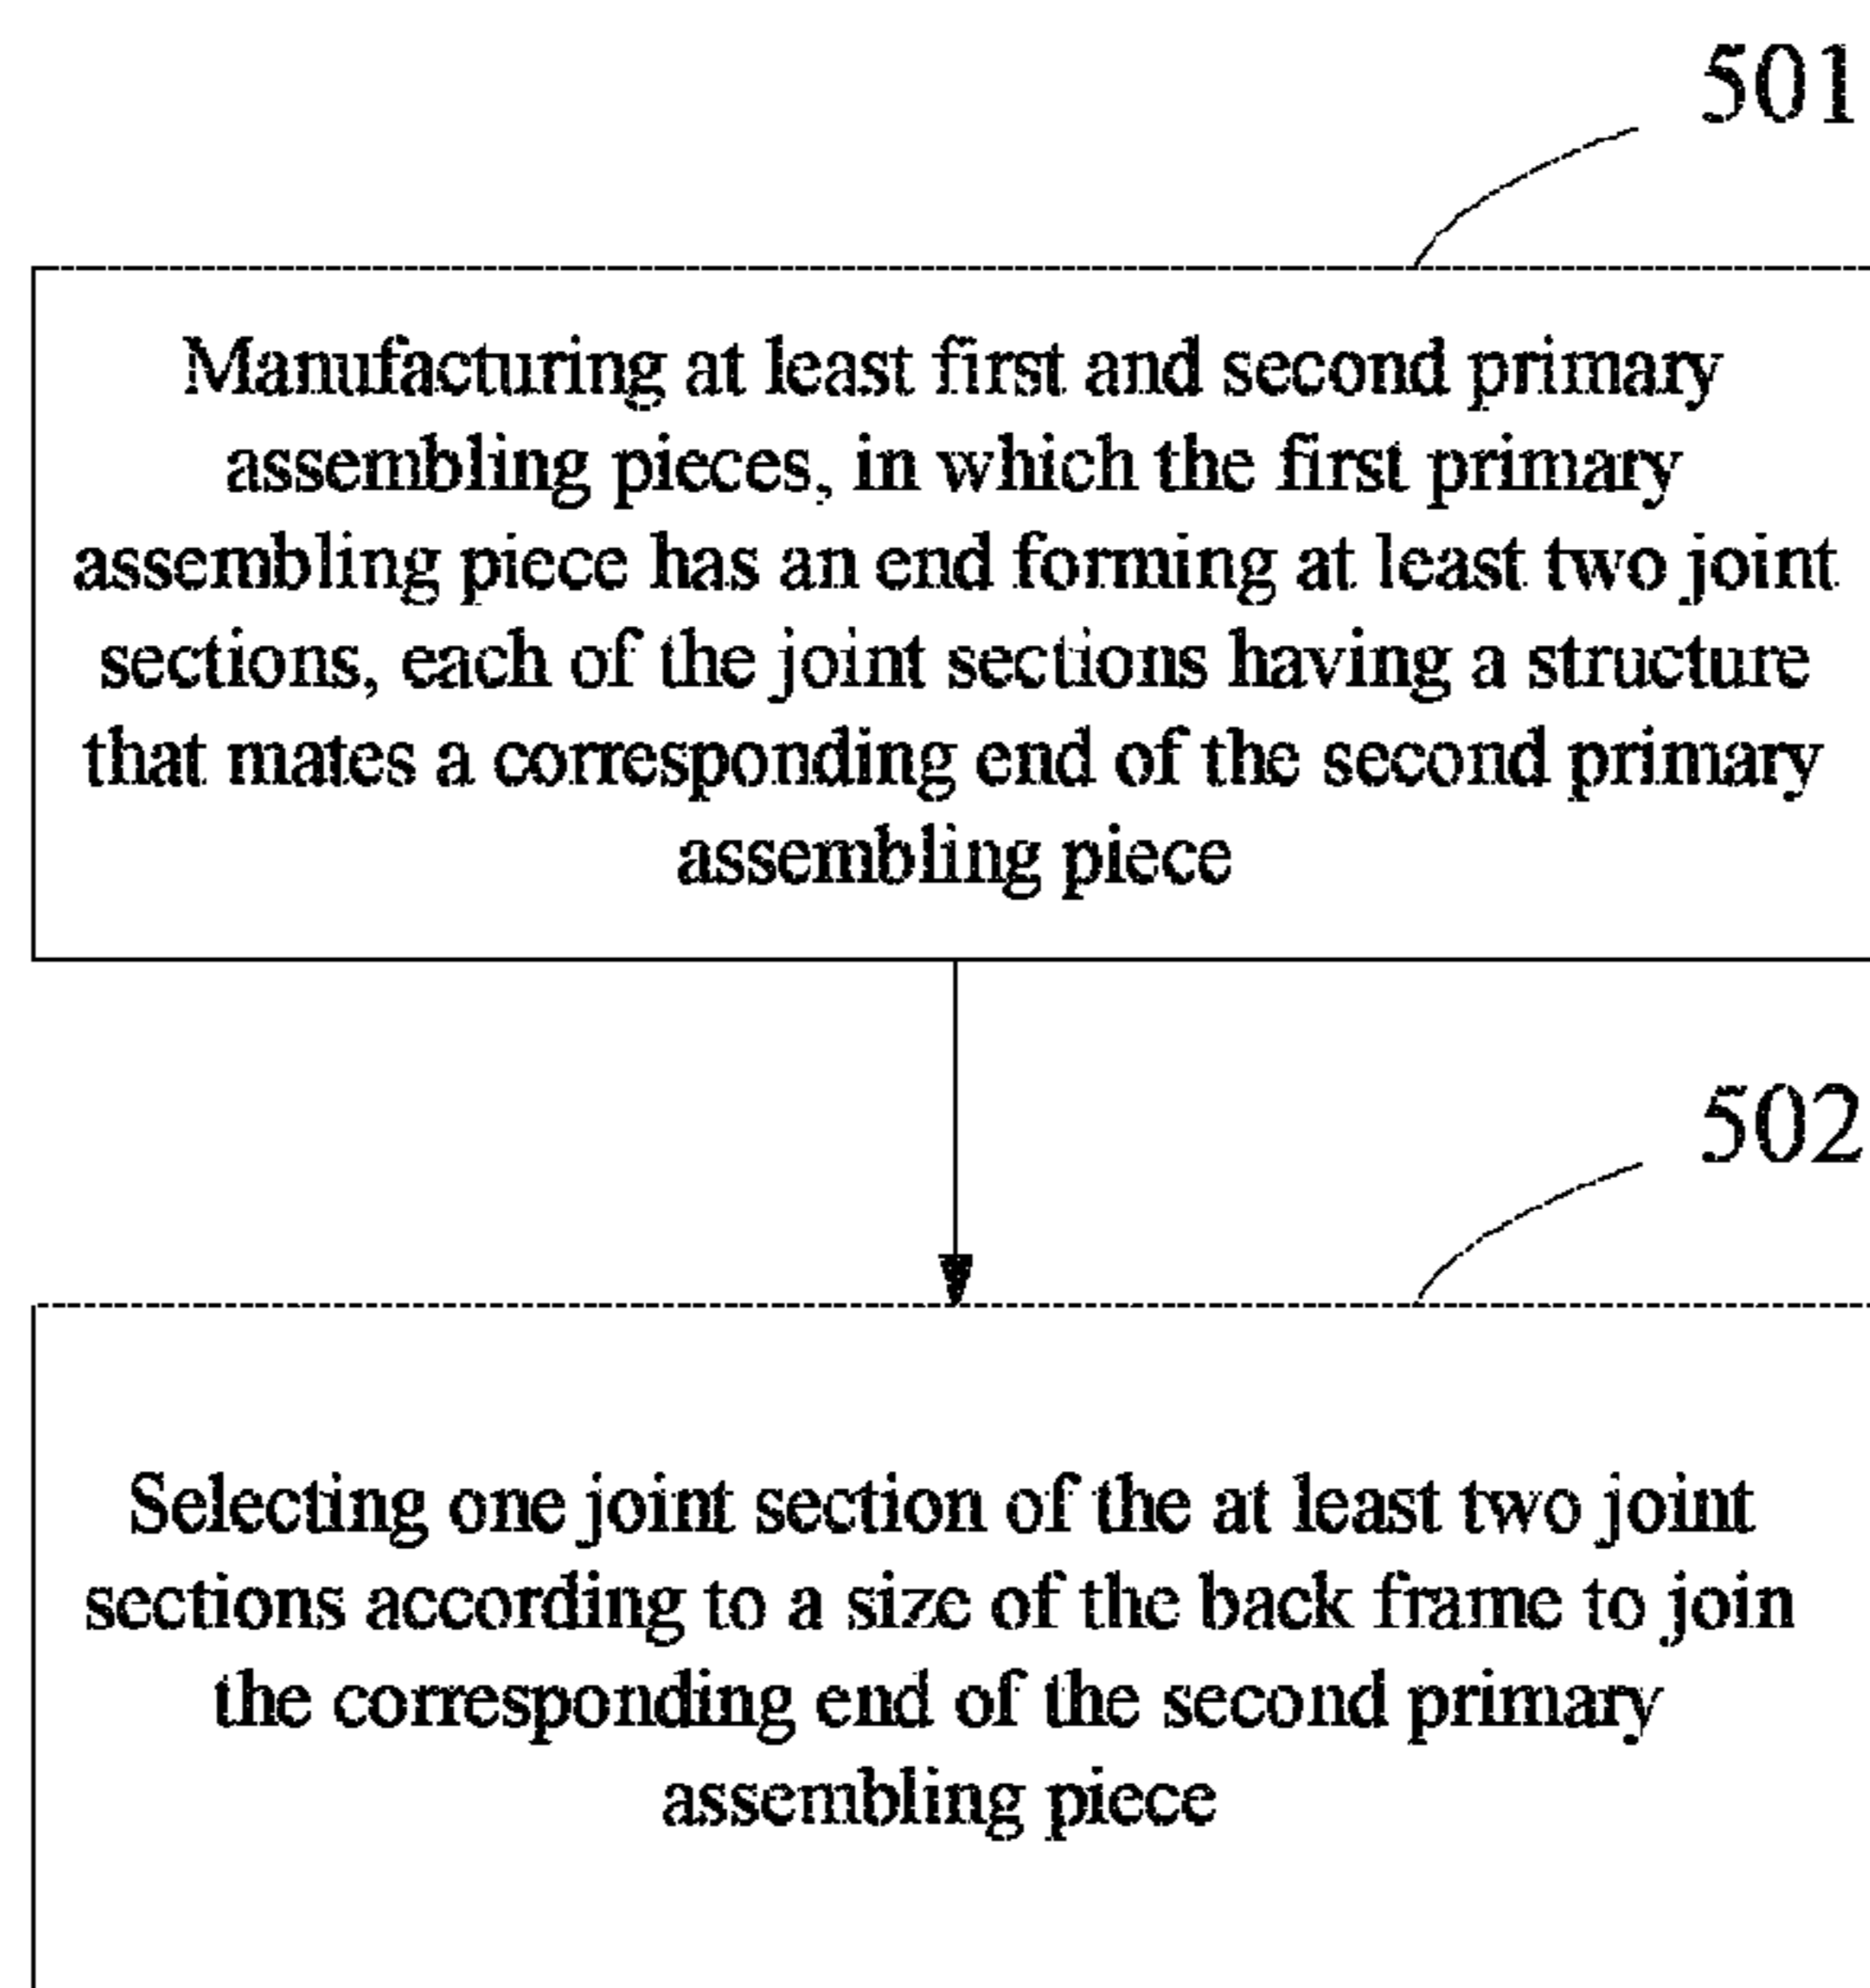 501
Manufacturing at least first and second primary
assembling pieces, in which the first primary
assembling piece has an end forming at least two joint
sections, each of the joint sections having a structure
that mates a corresponding end of the second primary
assembling piece
502
Selecting one joint section of the at least two joint
sections according to a size of the back frame to join
the corresponding end of the second primary
assembling piece